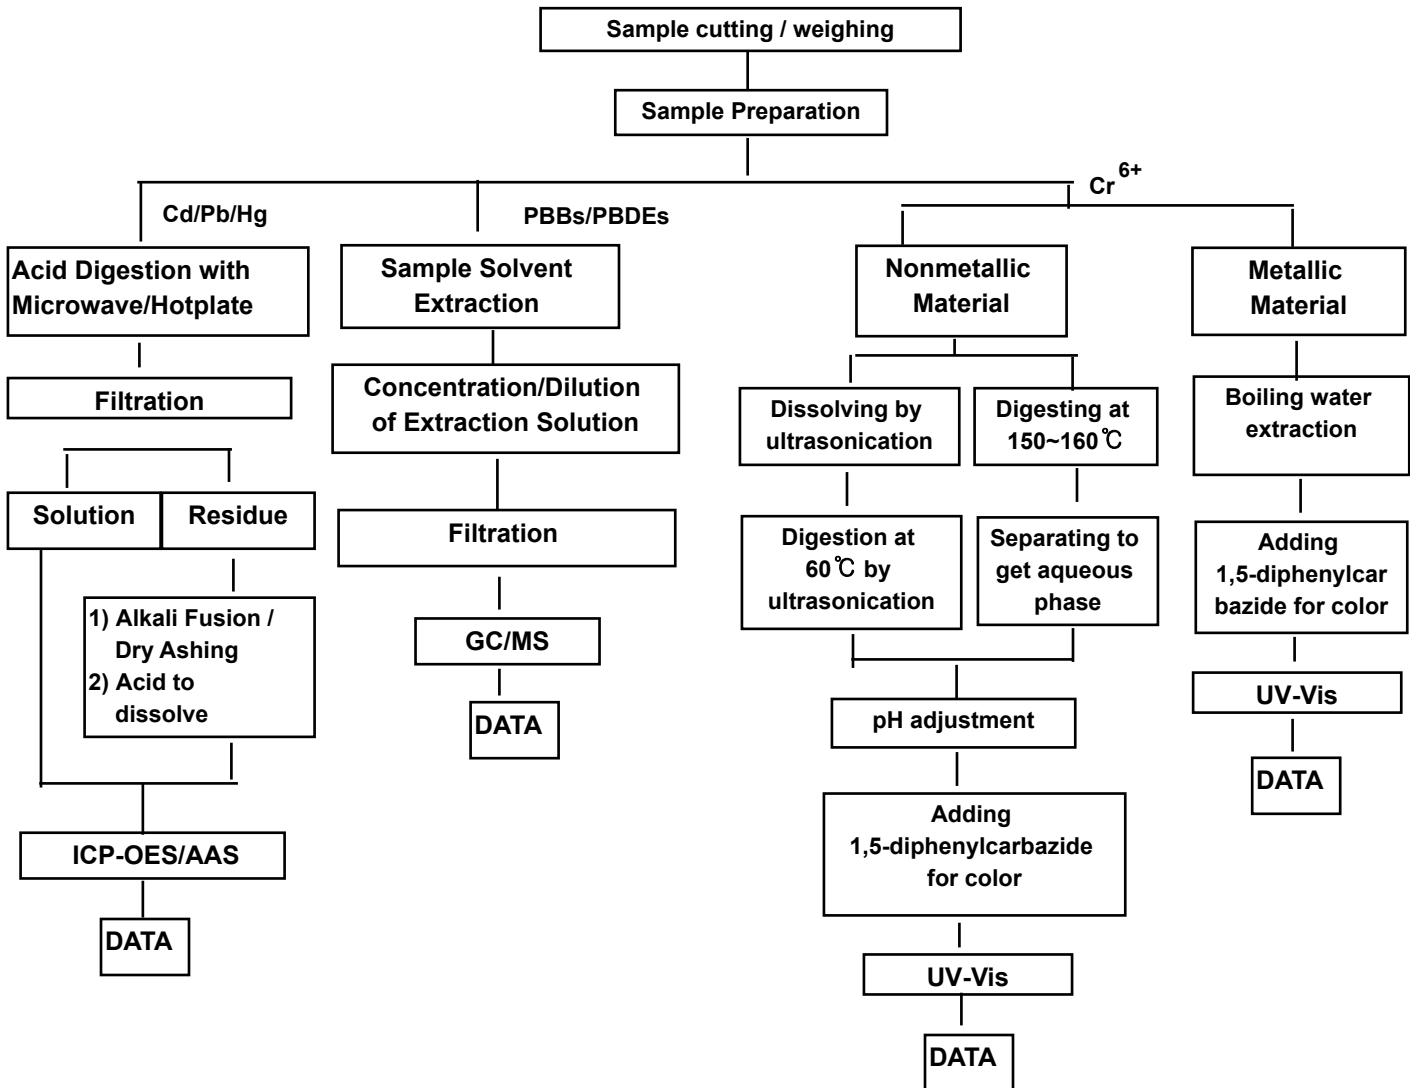 Sample cutting / weighing
Sample Preparation
Cr 6+
Cd/Pb/Hg
PBBs/PBDEs
Acid Digestion with
Microwave/Hotplate
Filtration
Solution
Residue
1) Alkali Fusion /
Dry Ashing
2) Acid to
dissolve
ICP-OES/AAS
DATA
Sample Solvent
Extraction
Concentration/Dilution
of Extraction Solution
Filtration
GC/MS
DATA
Nonmetallic
Material
Dissolving by
ultrasonication
Digestion at
60℃ by
ultrasonication
Digesting at
150~160℃
Separating to
get aqueous
phase
pH adjustment
Adding
1,5-diphenylcarbazide
for color
UV-Vis
DATA
Metallic
Material
Boiling water
extraction
Adding
1,5-diphenylcar
bazide for color
UV-Vis
DATA